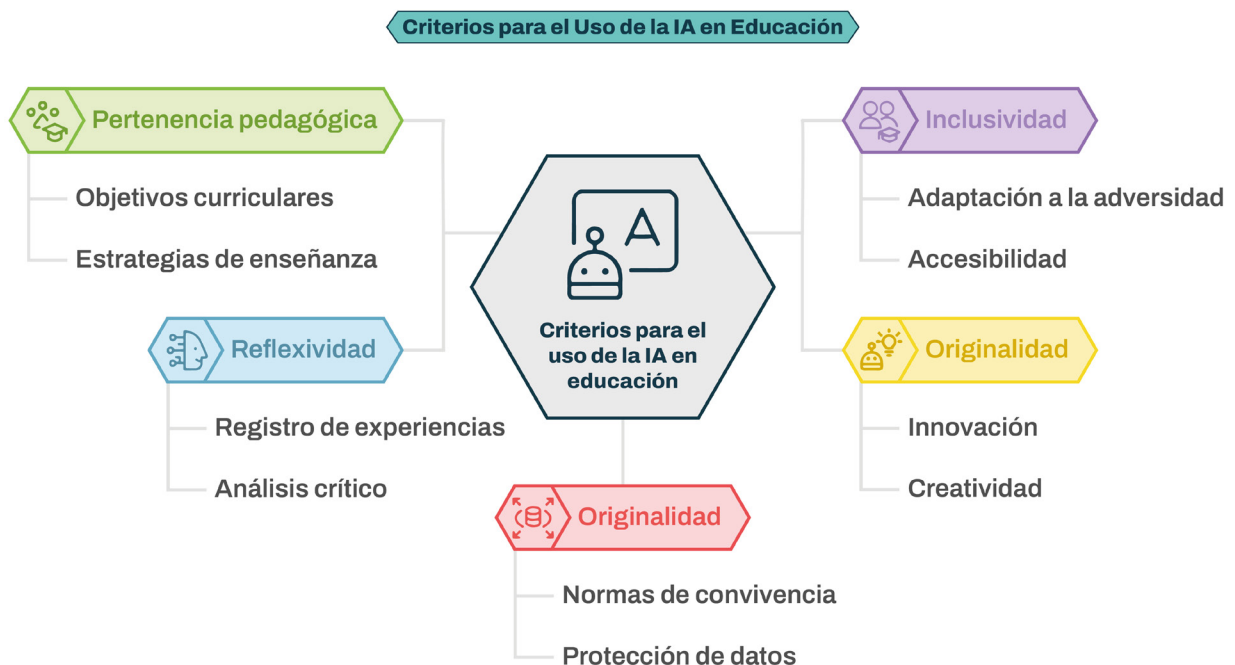 Criterios para el Uso de la IA en Educación
Pertenencia pedagógica
Objetivos curriculares
Estrategias de enseñanza
Reflexividad
Registro de experiencias
Análisis crítico
A
Criterios para el
uso de la IA en
educación
Inclusividad
Adaptación a la adversidad
Accesibilidad
Originalidad
Innovación
Creatividad
Originalidad
Normas de convivencia
Protección de datos